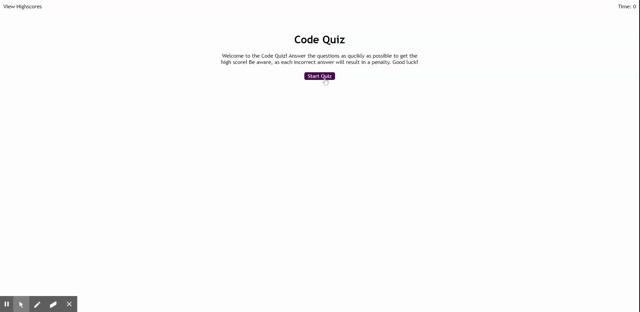 View Highscores
Time: 0
Code Quiz
Welcome to the Code Quiz! Answer the questions as quickly as possible to get the
high score! Be aware, as each incorrect answer will result in a penalty. Good luck!
Start Quiz